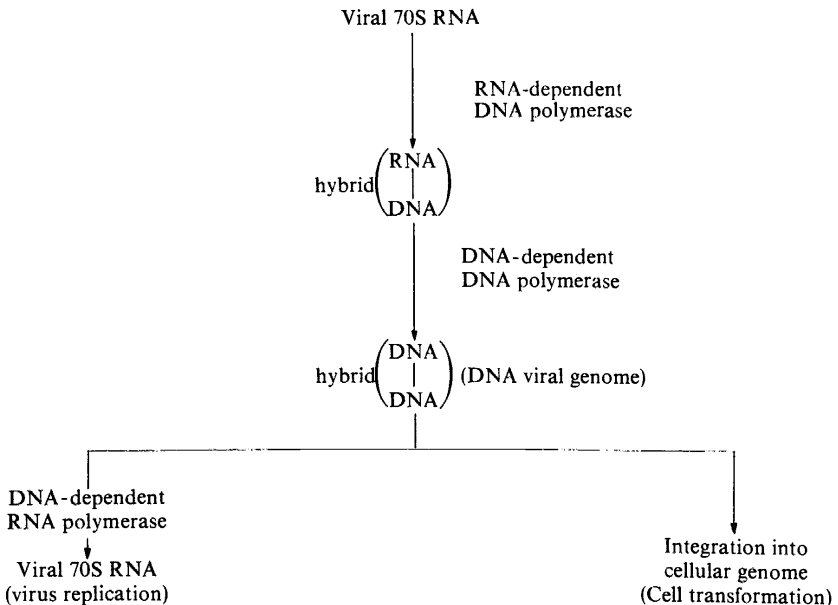 Viral 70S RNA
RNA-dependent
DNA polymerase
hybrid
RNA
DNA
DNA-dependent
DNA polymerase
hybrid
DNA
DNA
(DNA viral genome)
DNA-dependent
RNA polymerase
Viral 70S RNA
(virus replication)
Integration into
cellular genome
(Cell transformation)